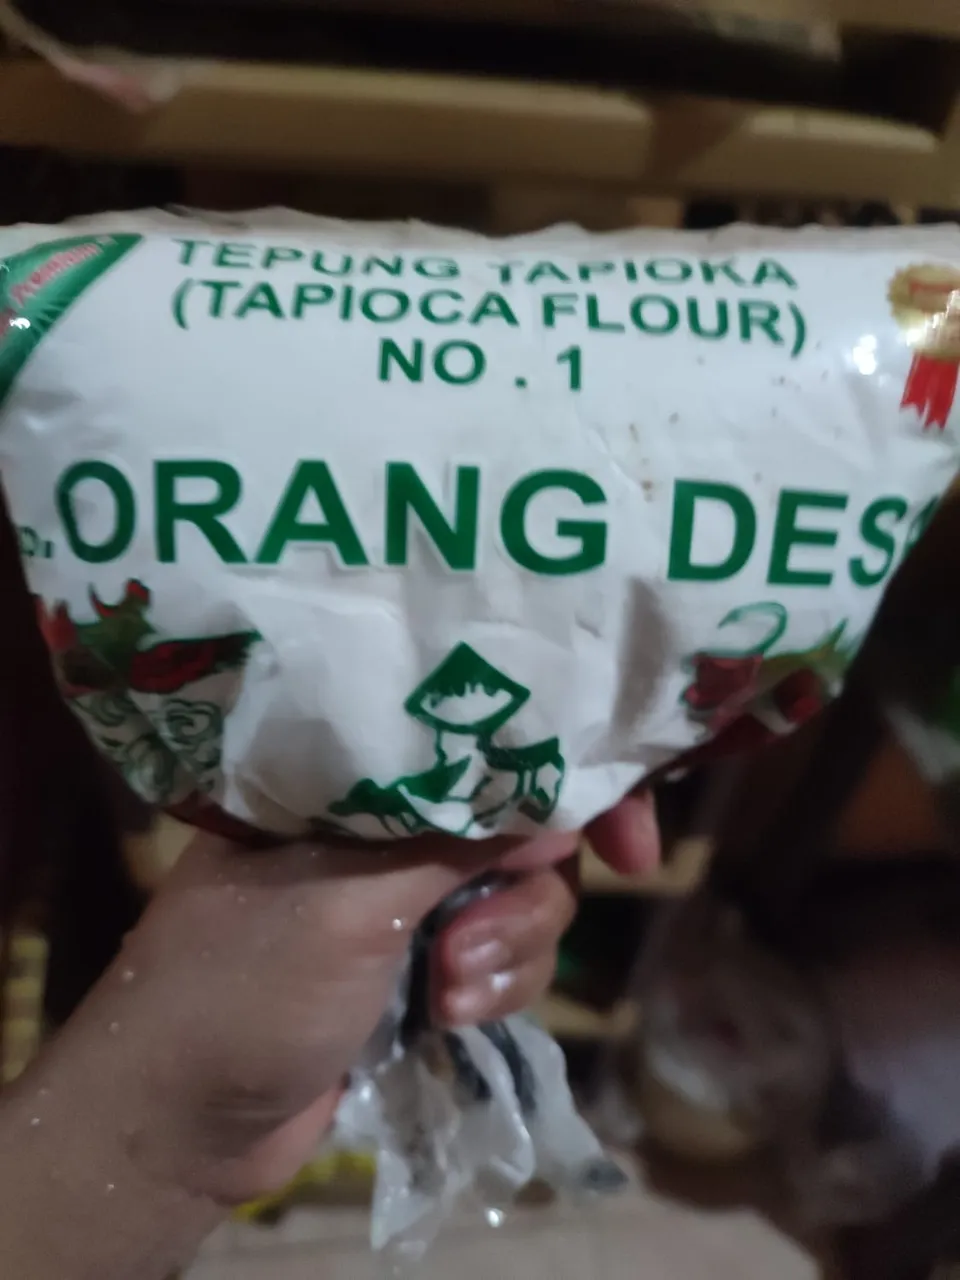 TEPUNG TAPIOKA
(TAPIOCA FLOUR)
NO . 1
ORANG DES